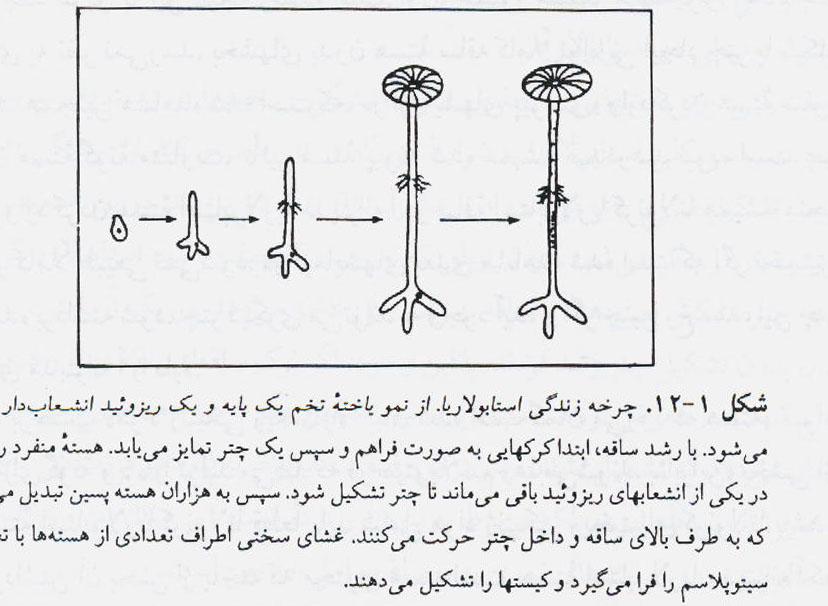 شکل ۱-۱۲. چرخه زندگی استابولاریا. از نمو یاختهٔ تخم یک پایه و یک ریزوئید انشعاب‌دار
می‌شود. با رشد ساقه، ابتدا کرکهایی به صورت فراهم و سپس یک چتر تمایز می‌یابد. هستهٔ منفرد
در یکی از انشعابهای ریزوئید باقی می‌ماند تا چتر تشکیل شود. سپس به هزاران هسته پسین تبدیل
که به طرف بالای ساقه و داخل چتر حرکت می‌کنند. غشای سختی اطراف تعدادی از هسته‌ها با
سیتوپلاسم را فرا می‌گیرد و کیستها را تشکیل می‌دهند.